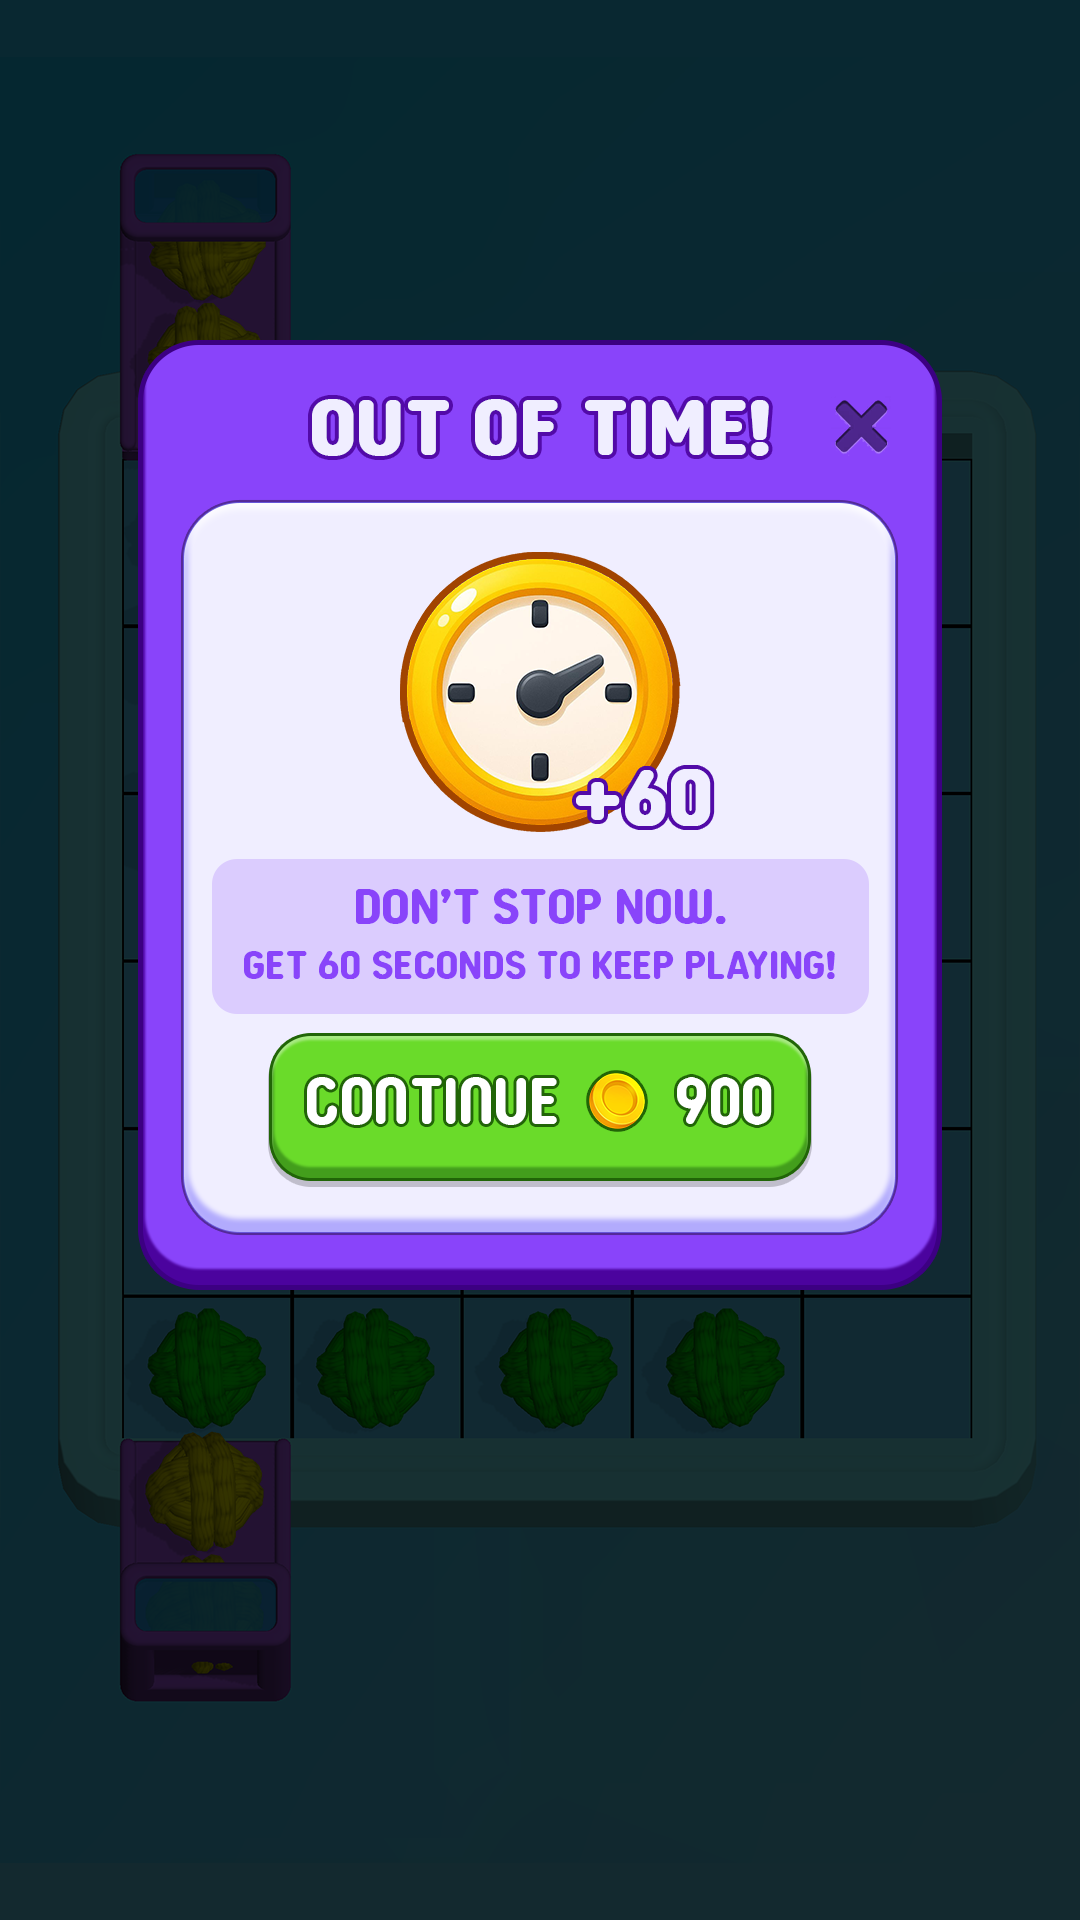 OUT OF TIME!
+60
DON'T STOP NOW.
GET 60 SECONDS TO KEEP PLAYING!
CONTINUE 900